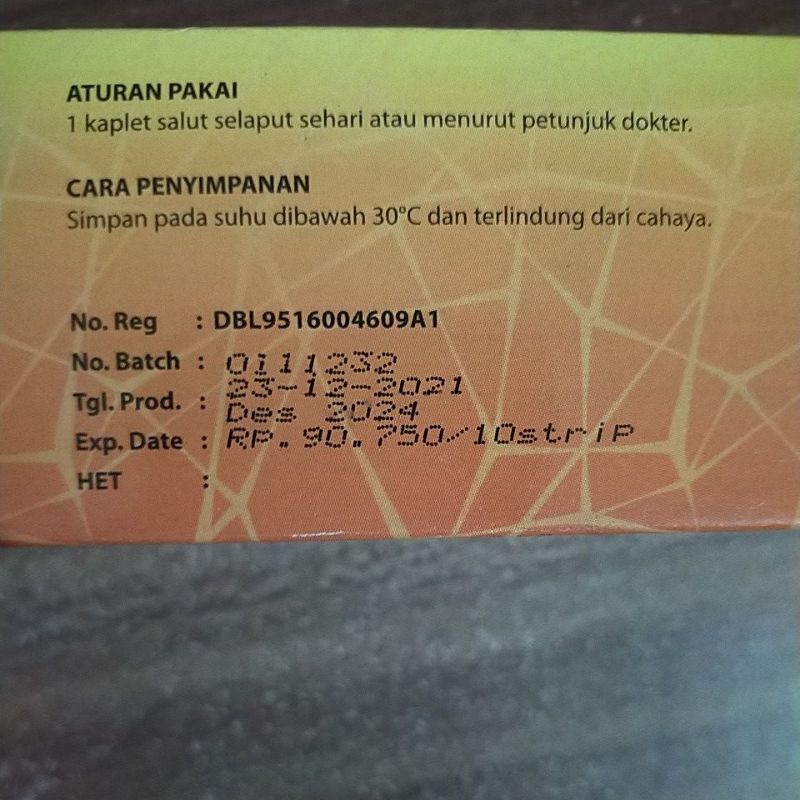 ATURAN PAKAI
1 kaplet salut selaput sehari atau menurut petunjuk dokter.
CARA PENYIMPANAN
Simpan pada suhu dibawah 30°C dan terlindung dari cahaya.
No. Reg : DBL9516004609A1
No. Batch : 0111232
Tgl. Prod. : 23-12-2021
Exp. Date : Des 2024
HET : RP. 90.750/10strip